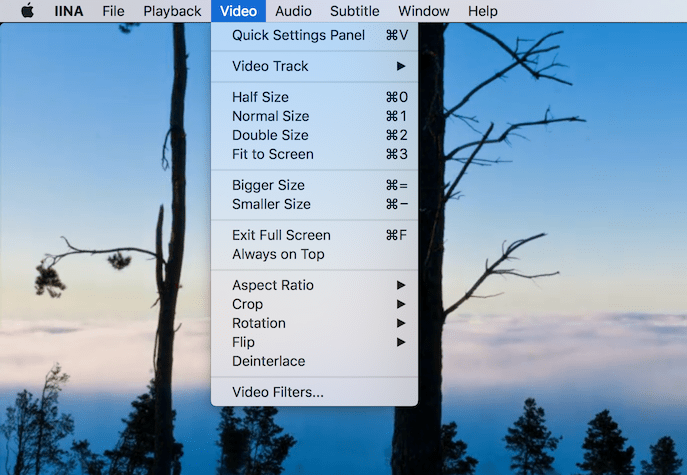 IINA File Playback Video Audio Subtitle Window Help
Quick Settings Panel ⌘V
Video Track ▶
Half Size ⌘0
Normal Size ⌘1
Double Size ⌘2
Fit to Screen ⌘3
Bigger Size ⌘=
Smaller Size ⌘−
Exit Full Screen ⌘F
Always on Top
Aspect Ratio ▶
Crop ▶
Rotation ▶
Flip ▶
Deinterlace
Video Filters...